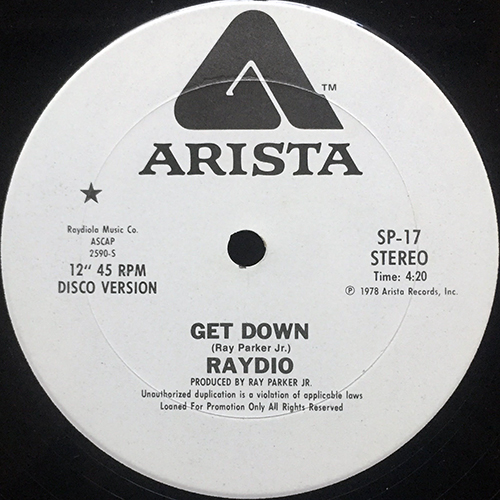 TM
ARISTA
Raydiola Music Co.
ASCAP
2590-S
12" 45 RPM
DISCO VERSION
SP-17
STEREO
Time: 4:20
℗ 1978 Arista Records, Inc.
GET DOWN
(Ray Parker Jr.)
RAYDIO
PRODUCED BY RAY PARKER JR.
Unauthorized duplication is a violation of applicable laws
Loaned For Promotion Only All Rights Reserved